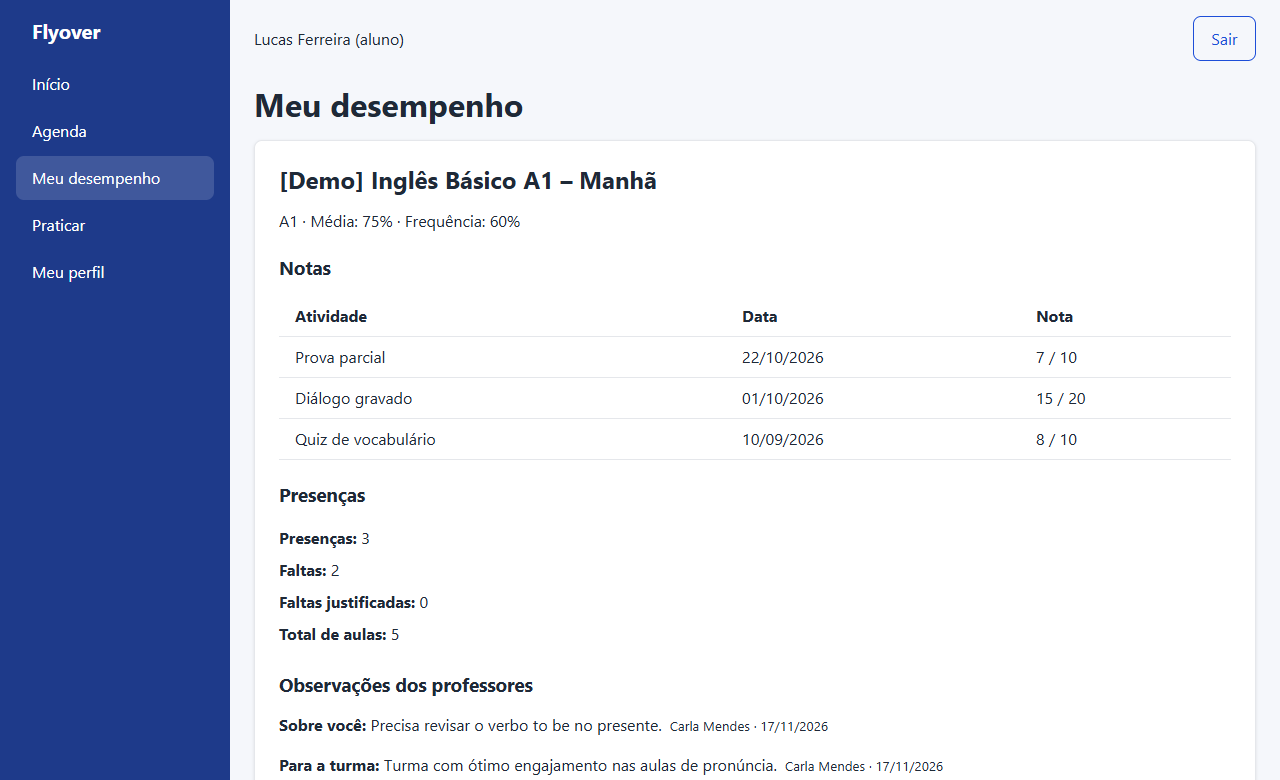 Flyover
Início
Agenda
Meu desempenho
Praticar
Meu perfil
Lucas Ferreira (aluno)
Sair
Meu desempenho
[Demo] Inglês Básico A1 – Manhã
A1 · Média: 75% · Frequência: 60%
Notas
Atividade Data Nota
Prova parcial 22/10/2026 7 / 10
Diálogo gravado 01/10/2026 15 / 20
Quiz de vocabulário 10/09/2026 8 / 10
Presenças
Presenças: 3
Faltas: 2
Faltas justificadas: 0
Total de aulas: 5
Observações dos professores
Sobre você: Precisa revisar o verbo to be no presente. Carla Mendes · 17/11/2026
Para a turma: Turma com ótimo engajamento nas aulas de pronúncia. Carla Mendes · 17/11/2026